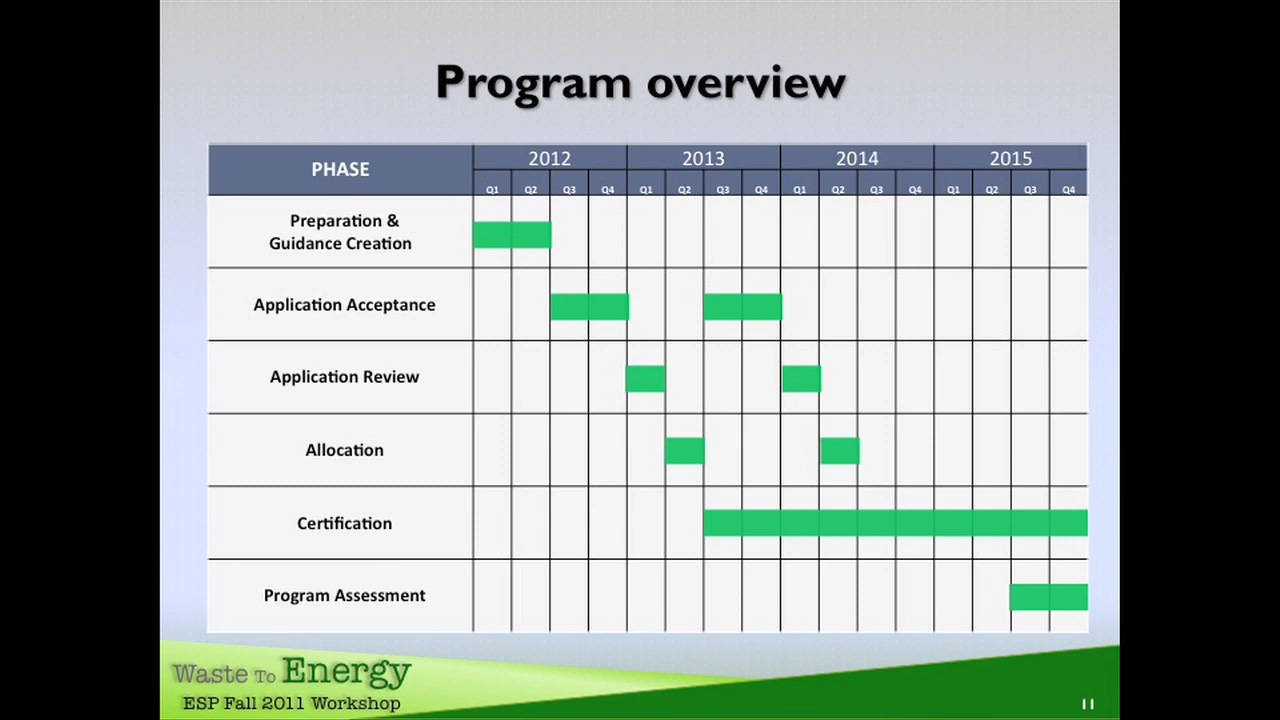 Program overview
PHASE
2012 2013 2014 2015
Q1 Q2 Q3 Q4 Q1 Q2 Q3 Q4 Q1 Q2 Q3 Q4 Q1 Q2 Q3 Q4
Preparation &
Guidance Creation
Application Acceptance
Application Review
Allocation
Certification
Program Assessment
Waste To Energy
ESP Fall 2011 Workshop
11